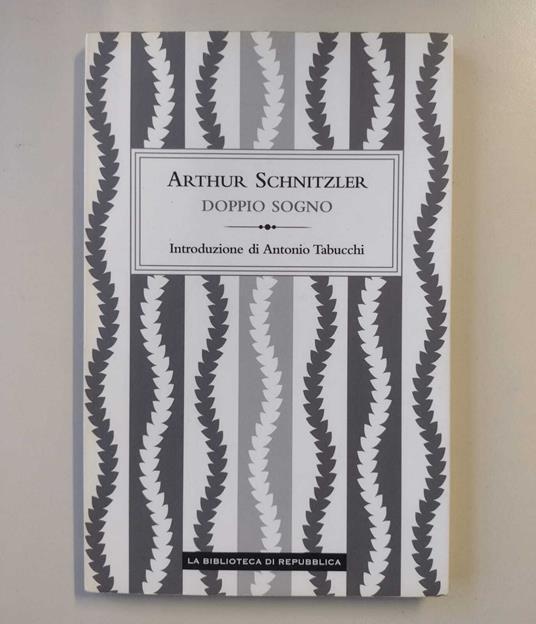 ARTHUR SCHNITZLER
DOPPIO SOGNO
Introduzione di Antonio Tabucchi
LA BIBLIOTECA DI REPUBBLICA